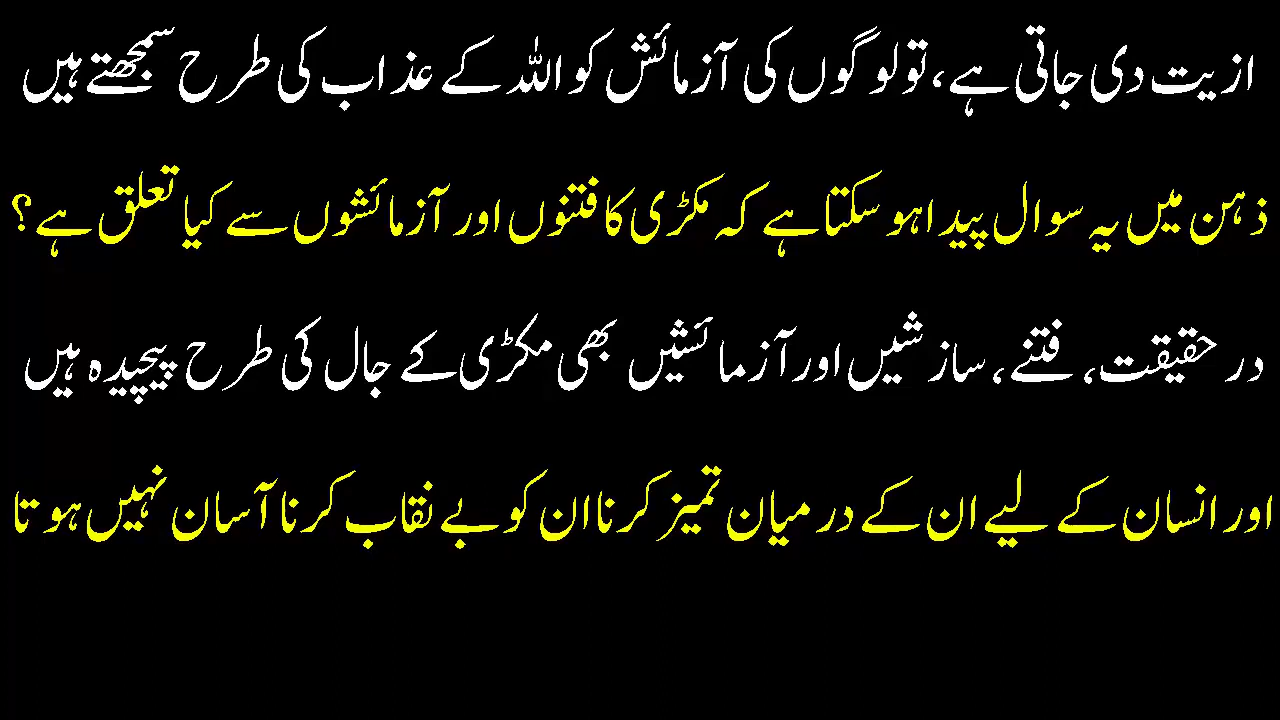 ازیت دی جاتی ہے، تو لوگوں کی آزمائش کو اللہ کے عذاب کی طرح سمجھتے ہیں
ذہن میں یہ سوال پیدا ہو سکتا ہے کہ مکڑی کا فتنوں اور آزمائشوں سے کیا تعلق ہے؟
در حقیقت، فتنے، سازشیں اور آزمائشیں بھی مکڑی کے جال کی طرح پیچیدہ ہیں
اور انسان کے لیے ان کے درمیان تمیز کرنا ان کو بے نقاب کرنا آسان نہیں ہوتا